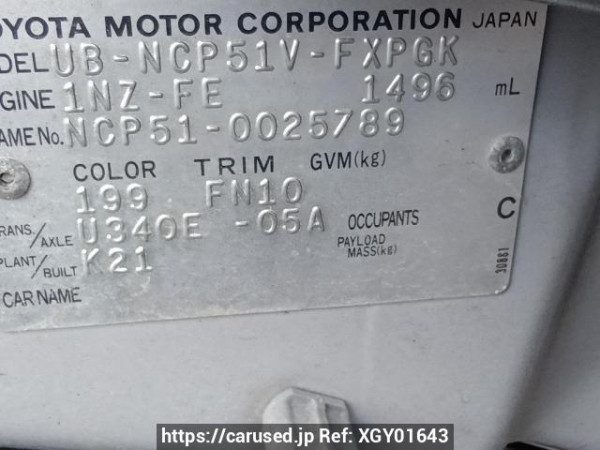 OYOTA MOTOR CORPORATION JAPAN
DEL UB-NCP51V-FXPGK
GINE 1NZ-FE 1496 mL
AME No. NCP51-0025789
COLOR TRIM GVM(kg)
199 FN10
C
RANS./AXLE U340E -05A OCCUPANTS
PAYLOAD
MASS(kg)
PLANT/BUILT K21
CAR NAME
30661
https://carused.jp Ref: XGY01643